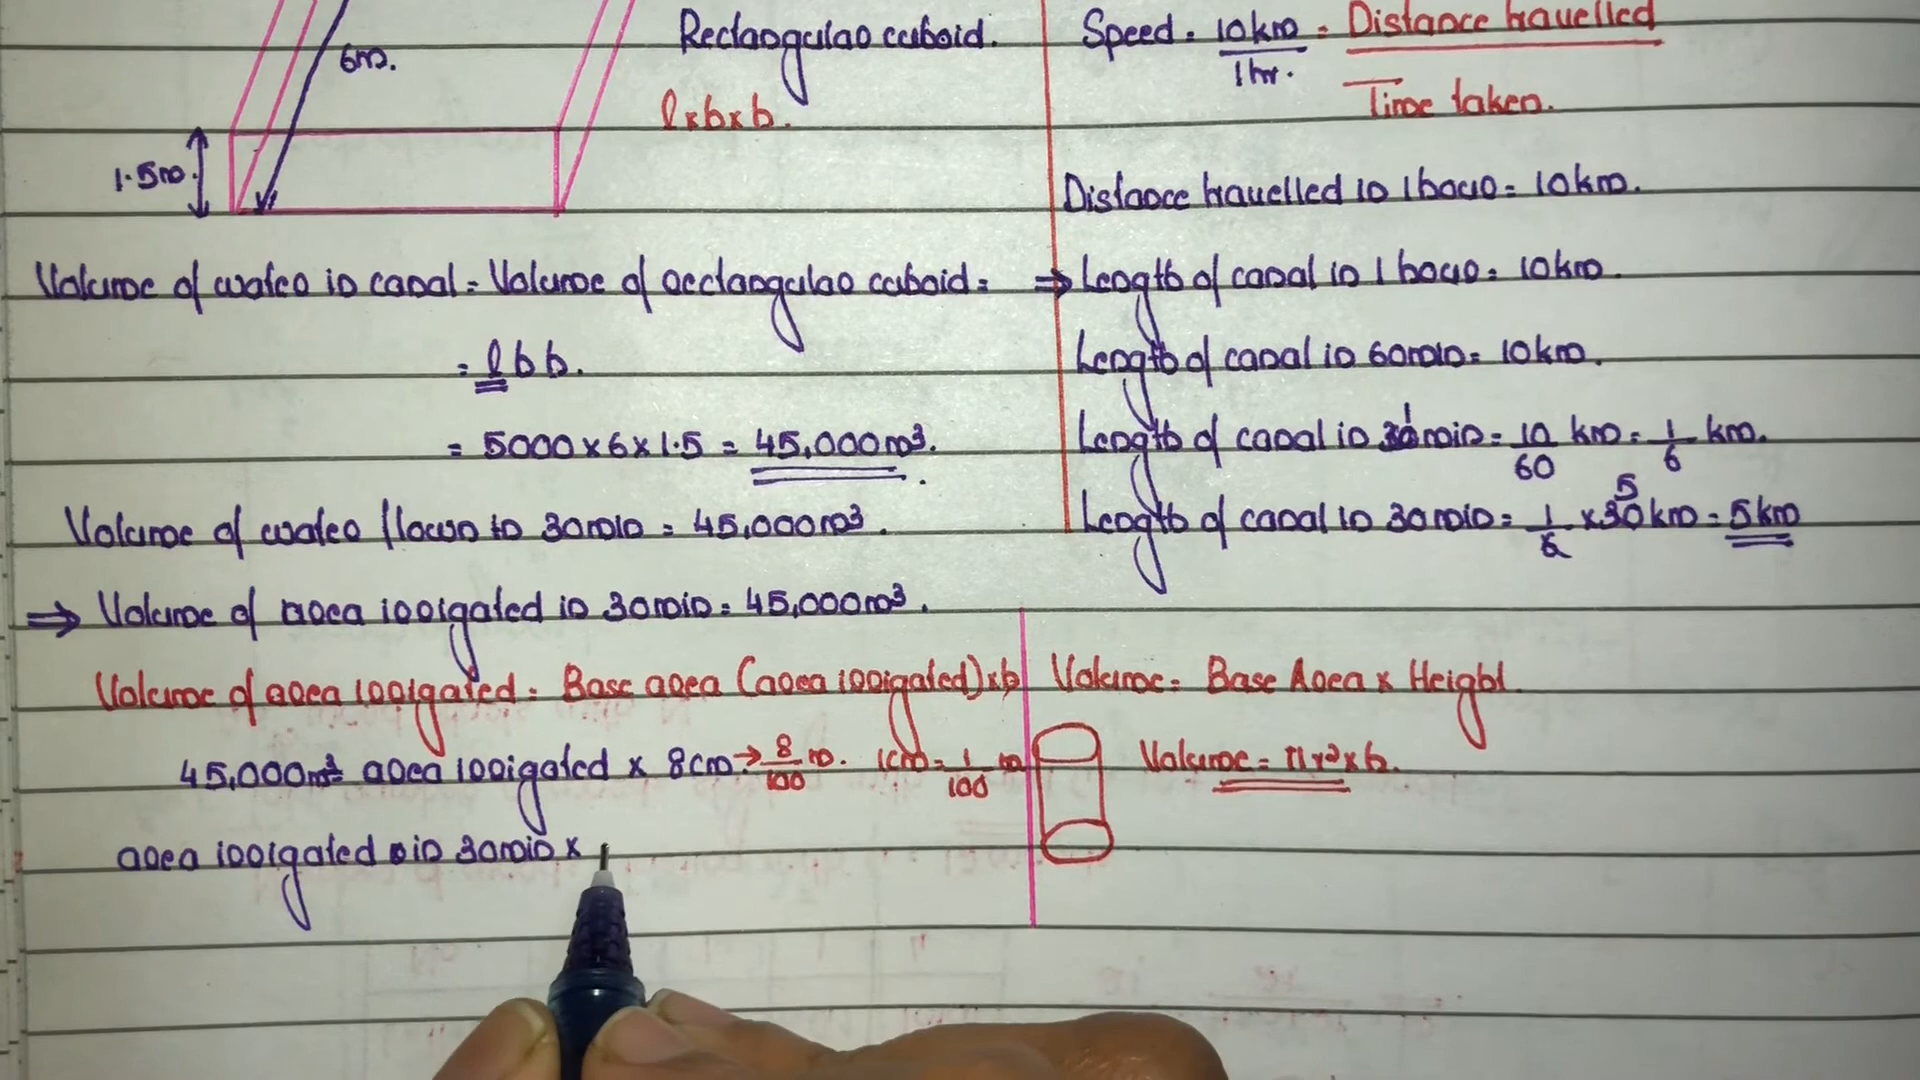 6m.
Rectangular cuboid.
l×b×h.
1.5m.
Volume of water in canal = Volume of rectangular cuboid =
= lbh.
= 5000×6×1.5 = 45,000m³.
Volume of water flown in 30min = 45,000m³.
⇒ Volume of area irrigated in 30min = 45,000m³.
Volume of area irrigated = Base area (area irrigated)×h
45,000m³ = area irrigated × 8cm → 8/100 m. 1cm = 1/100 m
area irrigated in 30min ×
Speed = 10km/1hr. = Distance travelled/Time taken.
Distance travelled in 1hour = 10km.
⇒ Length of canal in 1hour = 10km.
Length of canal in 60min = 10km.
Length of canal in 1min = 10/60 km = 1/6 km.
Length of canal in 30min = 1/6 × 30 5 km = 5km
Volume = Base Area × Height.
Volume = πr²×h.